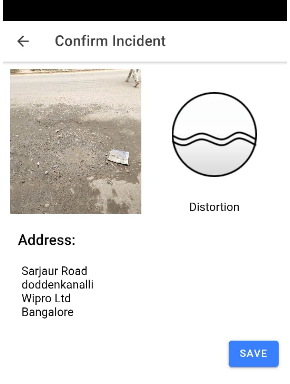 Confirm Incident
Distortion
Address:
Sarjaur Road
doddenkanalli
Wipro Ltd
Bangalore
SAVE